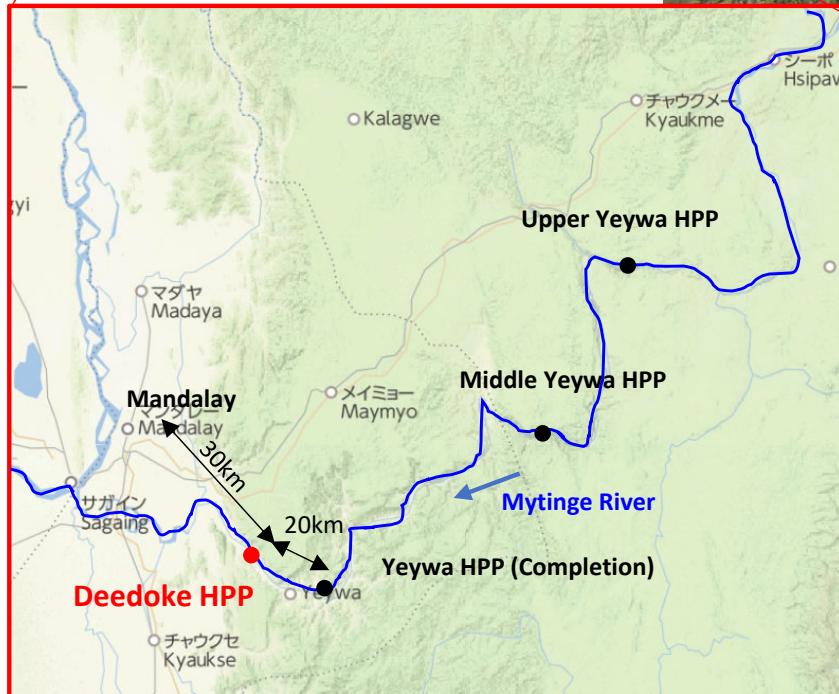 シーポ
Hsipaw
チャウクメー
Kyaukme
Kalagwe
gyi
Upper Yeywa HPP
マダヤ
Madaya
Middle Yeywa HPP
メイミョー
Maymyo
Mandalay
マンダレー
Mandalay
30km
サガイン
Sagaing
20km
Mytinge River
Yeywa HPP (Completion)
Deedoke HPP
Yeywa
チャウクセ
Kyaukse